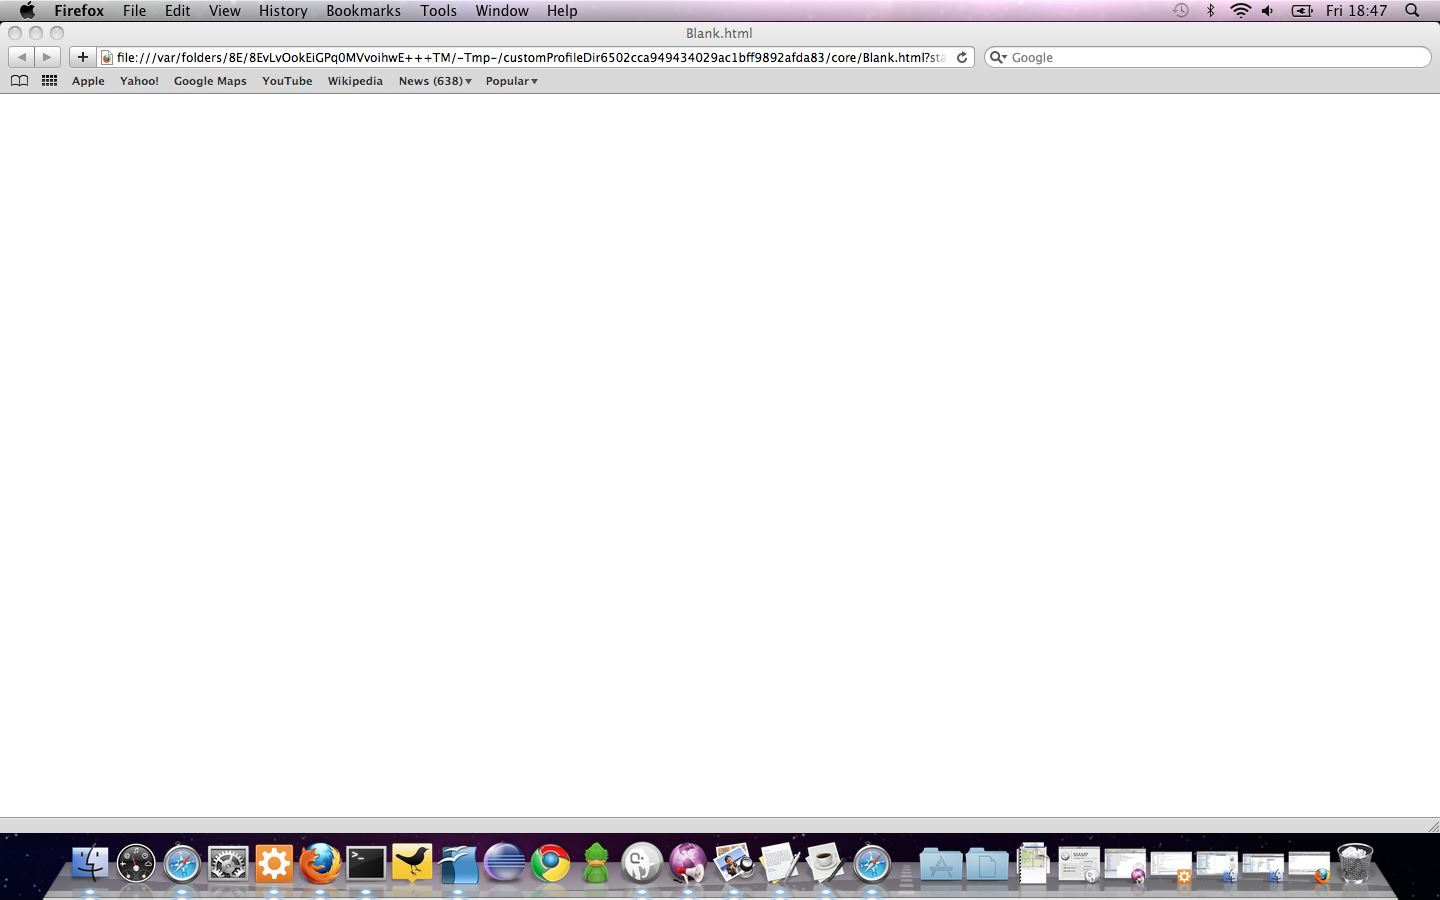 Firefox File Edit View History Bookmarks Tools Window Help Fri 18:47
Blank.html
file:///var/folders/8E/8EvLvOokEiGPq0MVvoihwE+++TM/-Tmp-/customProfileDir6502cca949434029ac1bff9892afda83/core/Blank.html?sta Google
Apple Yahoo! Google Maps YouTube Wikipedia News (638) Popular
MAMP